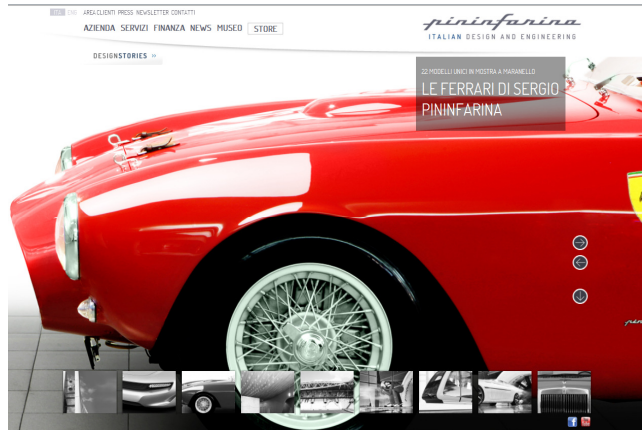 ITA ENG AREA CLIENTI PRESS NEWSLETTER CONTATTI
AZIENDA SERVIZI FINANZA NEWS MUSEO STORE
pininfarina
ITALIAN DESIGN AND ENGINEERING
DESIGNSTORIES »
22 MODELLI UNICI IN MOSTRA A MARANELLO
LE FERRARI DI SERGIO
PININFARINA